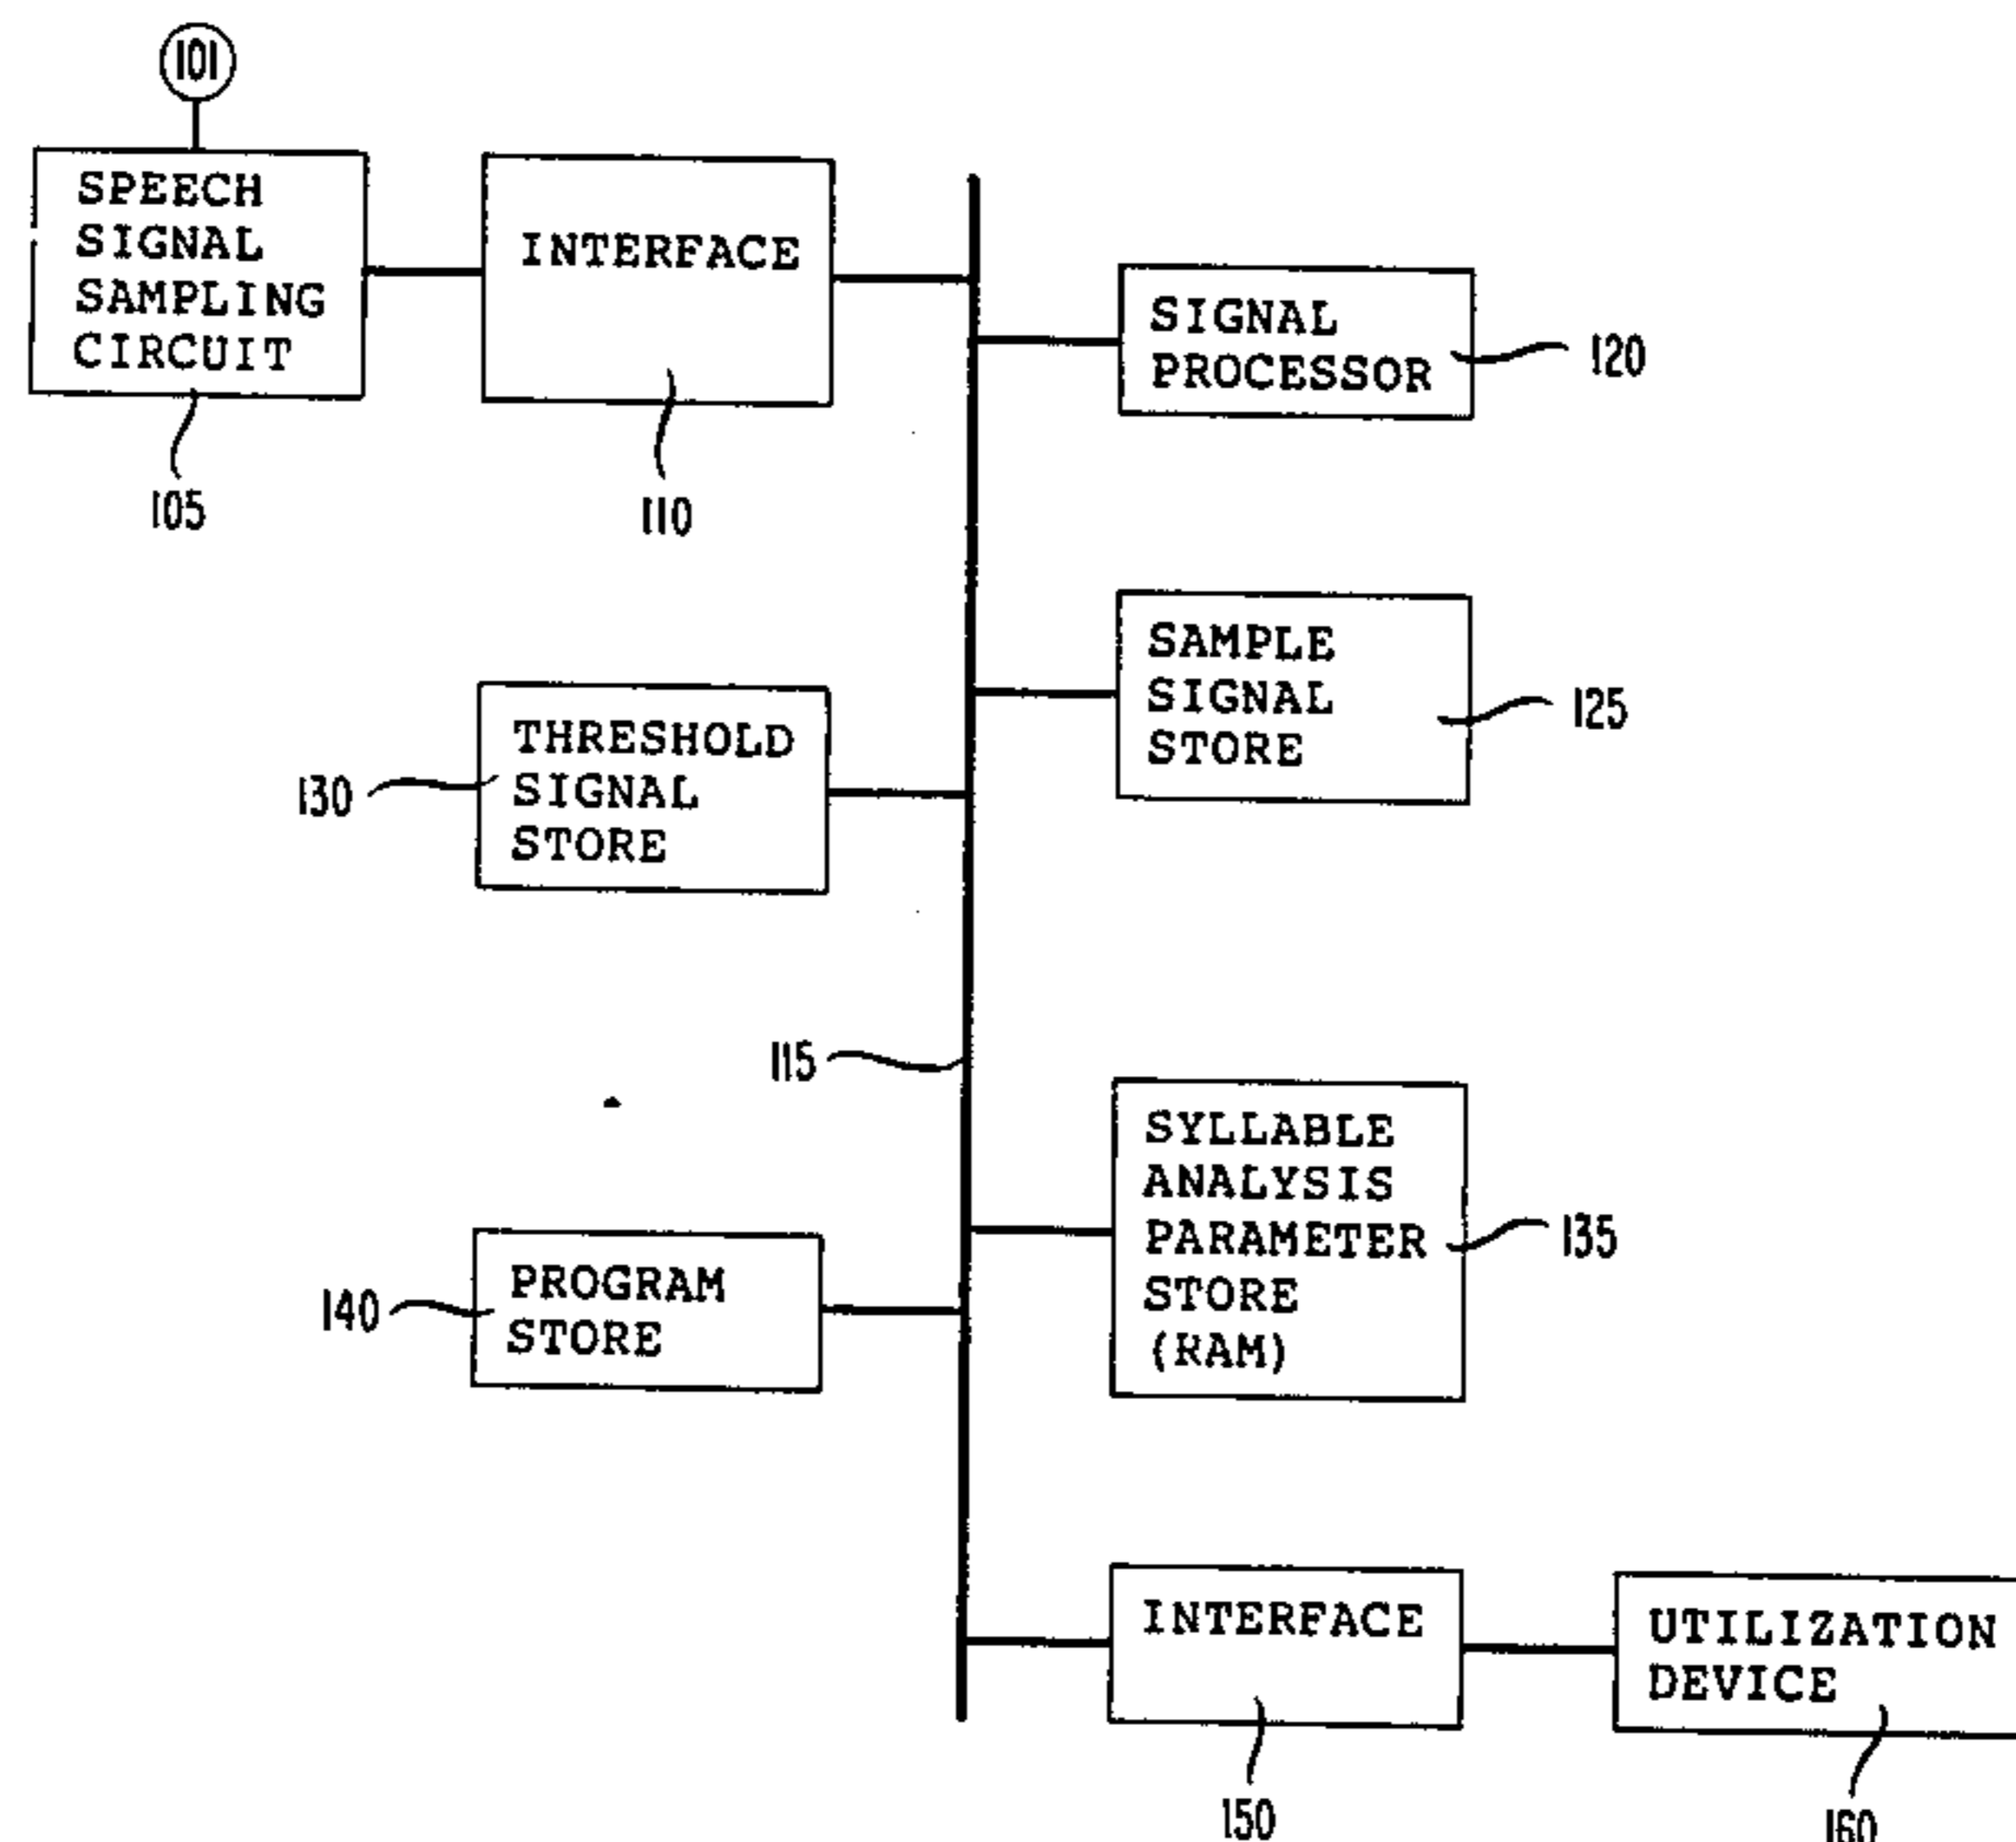 101
SPEECH
SIGNAL
SAMPLING
CIRCUIT
105
INTERFACE
110
SIGNAL
PROCESSOR
120
SAMPLE
SIGNAL
STORE
125
THRESHOLD
SIGNAL
STORE
130
115
SYLLABLE
ANALYSIS
PARAMETER
STORE
(RAM)
135
PROGRAM
STORE
140
INTERFACE
150
UTILIZATION
DEVICE
160